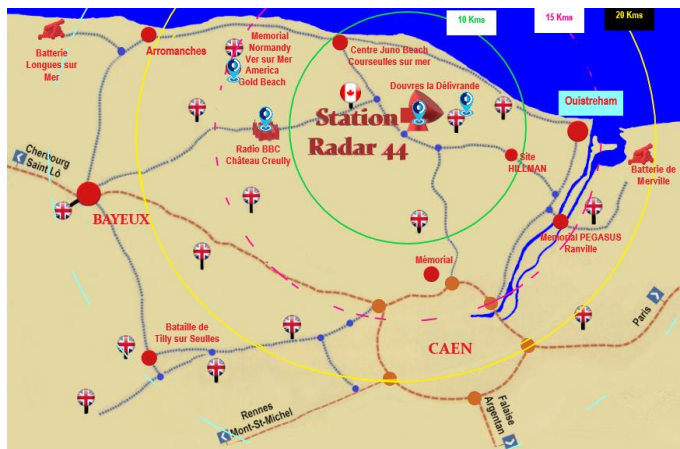 10 Kms
15 Kms
20 Kms
Batterie
Longues sur
Mer
Arromanches
Memorial
Normandy
Ver sur Mer
America
Gold Beach
Centre Juno Beach
Courseulles sur mer
Douvres la Délivrande
Ouistreham
Station
Radar 44
Radio BBC
Château Creully
Site
HILLMAN
Batterie de
Merville
Cherbourg
Saint Lô
BAYEUX
Memorial PEGASUS
Ranville
Mémorial
Paris
Bataille de
Tilly sur Seulles
CAEN
Rennes
Mont-St-Michel
Falaise
Argentan